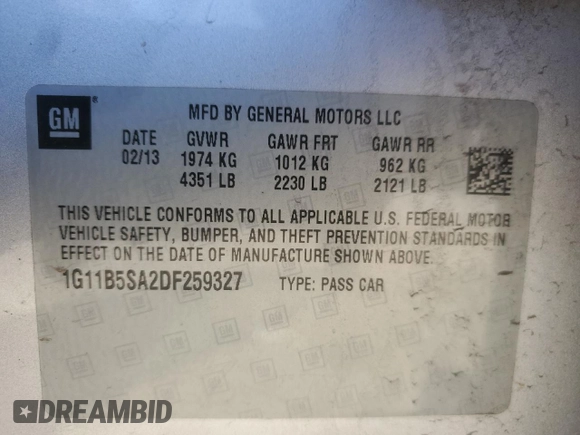 GM ®
MFD BY GENERAL MOTORS LLC
DATE GVWR GAWR FRT GAWR RR
02/13 1974 KG 1012 KG 962 KG
4351 LB 2230 LB 2121 LB
THIS VEHICLE CONFORMS TO ALL APPLICABLE U.S. FEDERAL MOTOR
VEHICLE SAFETY, BUMPER, AND THEFT PREVENTION STANDARDS IN
EFFECT ON THE DATE OF MANUFACTURE SHOWN ABOVE.
1G11B5SA2DF259327 TYPE: PASS CAR
DREAMBID